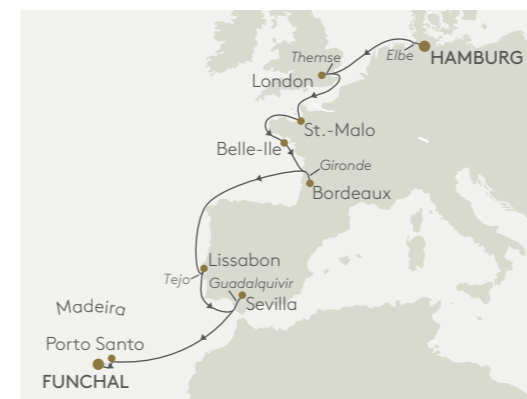 Themse
Elbe
HAMBURG
London
St.-Malo
Belle-Ile
Gironde
Bordeaux
Lissabon
Tejo
Guadalquivir
Sevilla
Madeira
Porto Santo
FUNCHAL